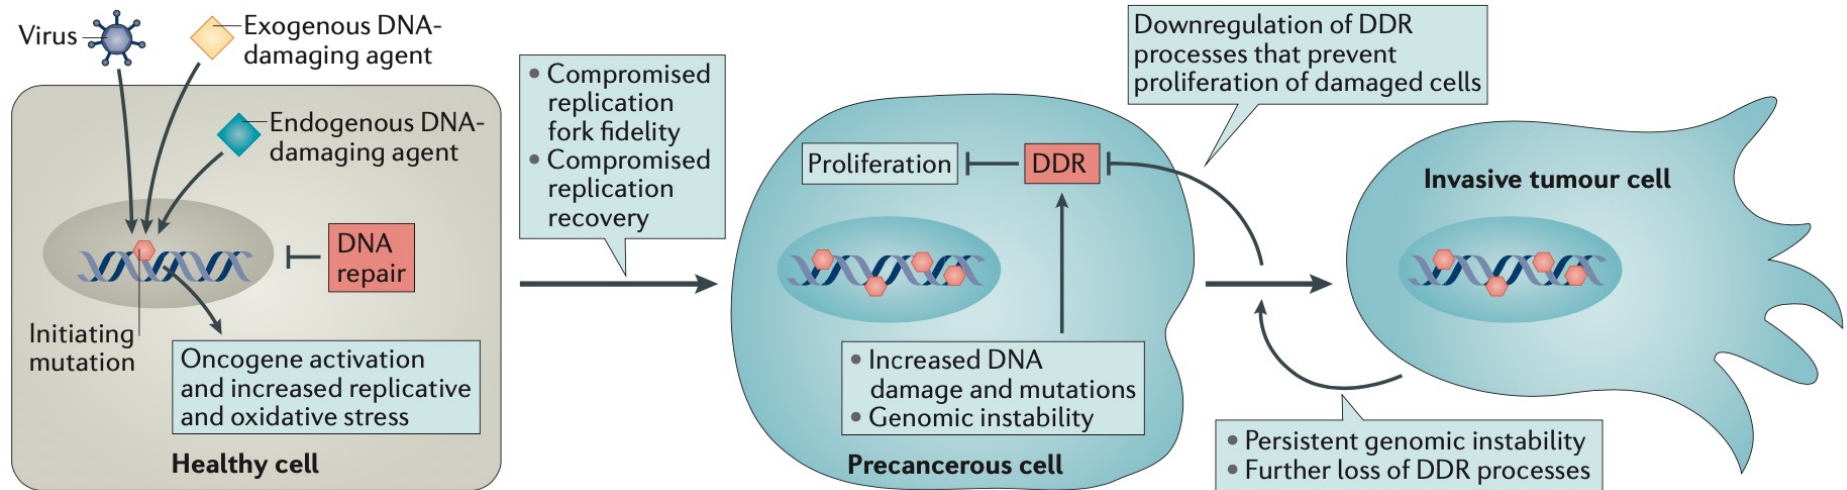 Virus
Exogenous DNA-
damaging agent
Endogenous DNA-
damaging agent
DNA
repair
Initiating
mutation
Oncogene activation
and increased replicative
and oxidative stress
Healthy cell
• Compromised
replication
fork fidelity
• Compromised
replication
recovery
Proliferation
DDR
• Increased DNA
damage and mutations
• Genomic instability
Precancerous cell
Downregulation of DDR
processes that prevent
proliferation of damaged cells
Invasive tumour cell
• Persistent genomic instability
• Further loss of DDR processes